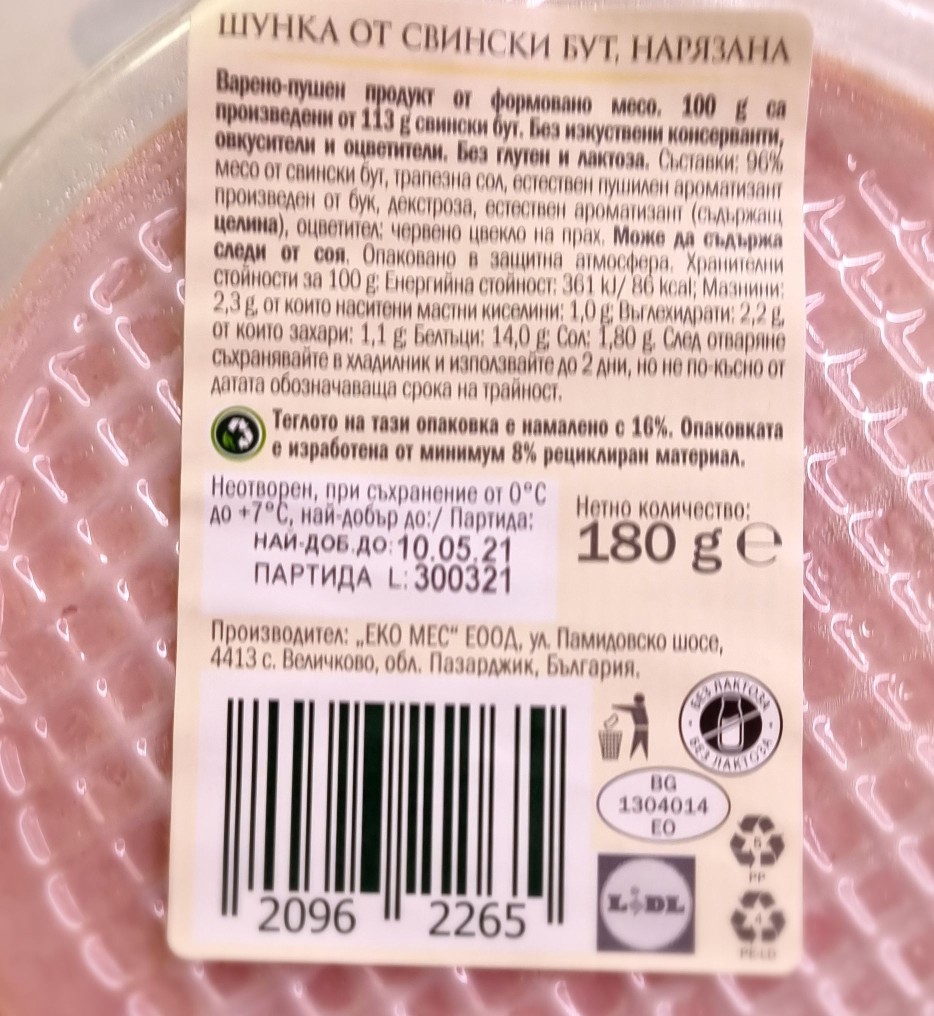 ШУНКА ОТ СВИНСКИ БУТ, НАРЯЗАНА
Варено-пушен продукт от формовано месо. 100 g са
произведени от 113 g свински бут. Без изкуствени консерванти,
овкусители и оцветители. Без глутен и лактоза. Съставки: 96%
месо от свински бут, трапезна сол, естествен пушилен ароматизант
произведен от бук, декстроза, естествен ароматизант (съдържащ
целина), оцветител: червено цвекло на прах. Може да съдържа
следи от соя. Опаковано в защитна атмосфера. Хранителни
стойности за 100 g: Енергийна стойност: 361 kJ/ 86 kcal; Мазнини:
2,3 g, от които наситени мастни киселини: 1,0 g; Въглехидрати: 2,2 g,
от които захари: 1,1 g; Белтъци: 14,0 g; Сол: 1,80 g. След отваряне
съхранявайте в хладилник и използвайте до 2 дни, но не по-късно от
датата обозначаваща срока на трайност.
Теглото на тази опаковка е намалено с 16%. Опаковката
е изработена от минимум 8% рециклиран материал.
Неотворен, при съхранение от 0°C
до +7°C, най-добър до:/ Партида:
НАЙ-ДОБ.ДО: 10.05.21
ПАРТИДА L: 300321
Нетно количество:
180 g e
Производител: „ЕКО МЕС“ ЕООД, ул. Памидовско шосе,
4413 с. Величково, обл. Пазарджик, България.
БЕЗ ЛАКТОЗА • БЕЗ ЛАКТОЗА •
BG
1304014
EO
5
PP
4
PE-LD
LIDL
2096 2265